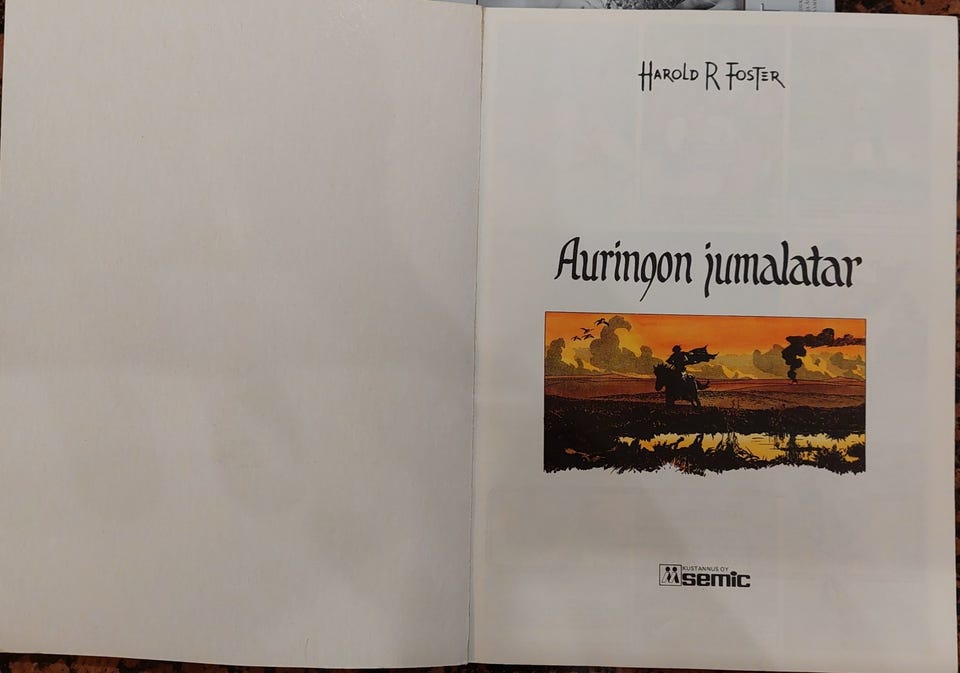 HAROLD R FOSTER
Auringon jumalatar
KUSTANNUS OY
semic